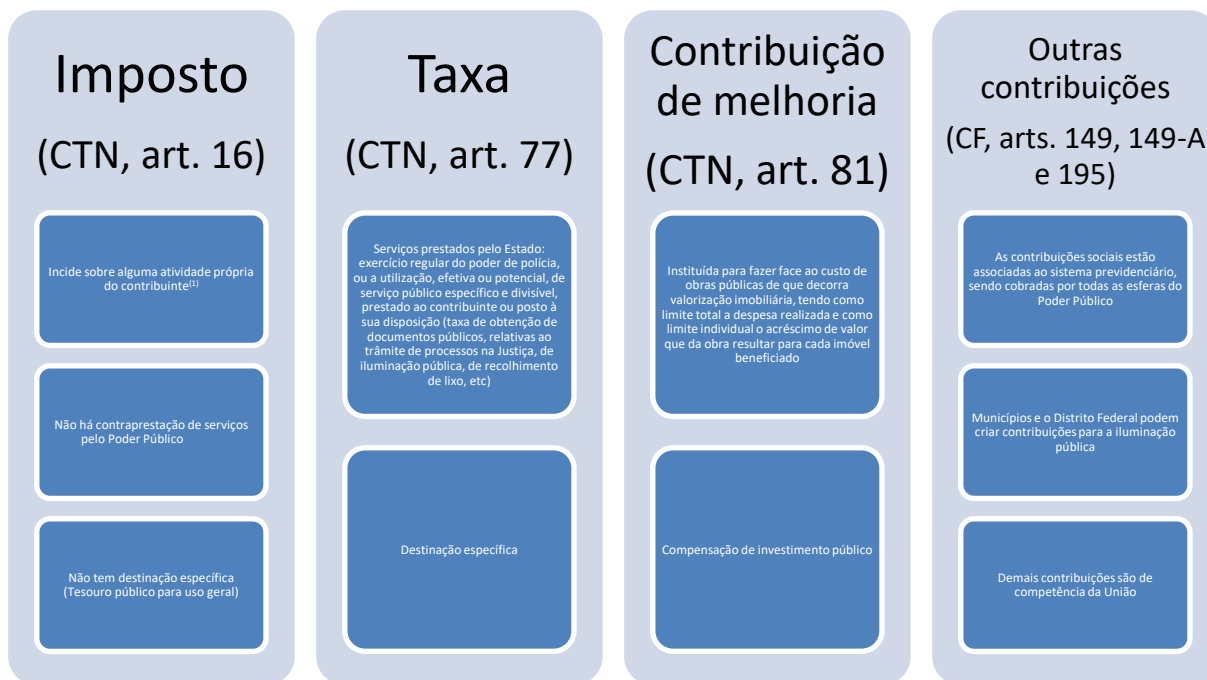 Imposto
(CTN, art. 16)
Incide sobre alguma atividade própria
do contribuinte(1)
Não há contraprestação de serviços
pelo Poder Público
Não tem destinação específica
(Tesouro público para uso geral)
Taxa
(CTN, art. 77)
Serviços prestados pelo Estado:
exercício regular do poder de polícia,
ou a utilização, efetiva ou potencial, de
serviço público específico e divisível,
prestado ao contribuinte ou posto à
sua disposição (taxa de obtenção de
documentos públicos, relativas ao
trâmite de processos na Justiça, de
iluminação pública, de recolhimento
de lixo, etc)
Destinação específica
Contribuição
de melhoria
(CTN, art. 81)
Instituída para fazer face ao custo de
obras públicas de que decorra
valorização imobiliária, tendo como
limite total a despesa realizada e como
limite individual o acréscimo de valor
que da obra resultar para cada imóvel
beneficiado
Compensação de investimento público
Outras
contribuições
(CF, arts. 149, 149-A
e 195)
As contribuições sociais estão
associadas ao sistema previdenciário,
sendo cobradas por todas as esferas do
Poder Público
Municípios e o Distrito Federal podem
criar contribuições para a iluminação
pública
Demais contribuições são de
competência da União